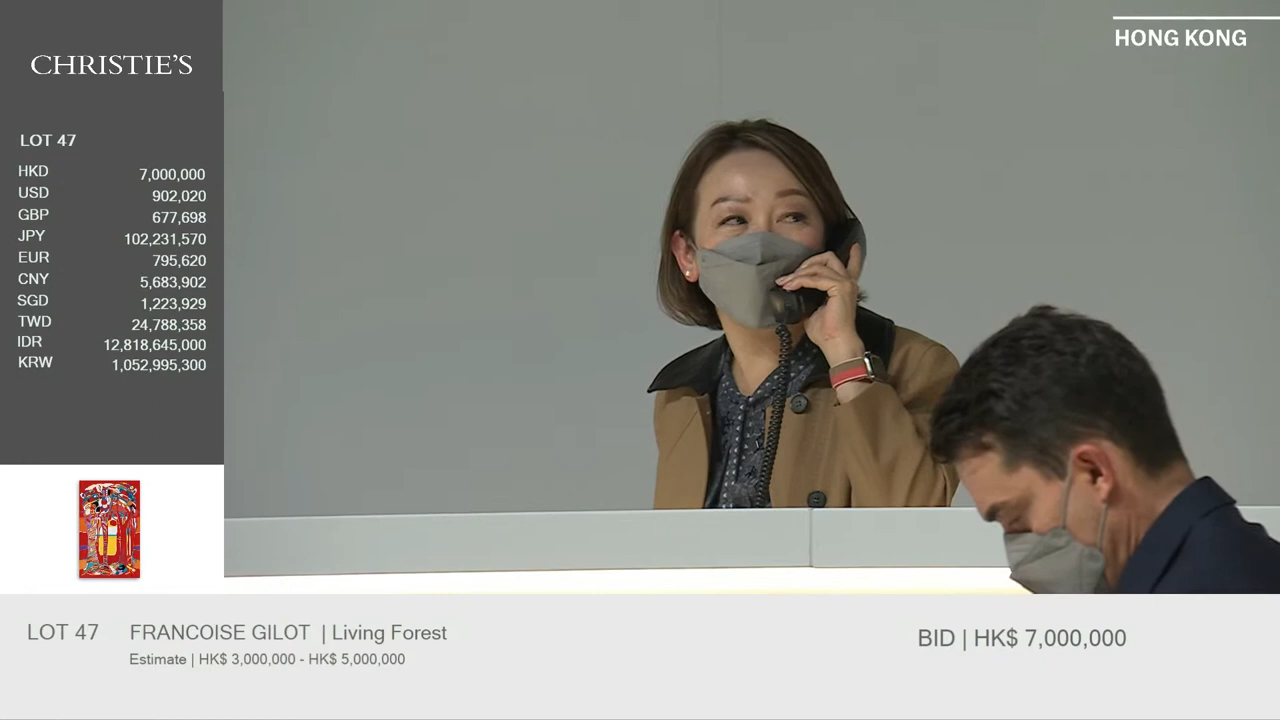 CHRISTIE'S
LOT 47
HKD 7,000,000
USD 902,020
GBP 677,698
JPY 102,231,570
EUR 795,620
CNY 5,683,902
SGD 1,223,929
TWD 24,788,358
IDR 12,818,645,000
KRW 1,052,995,300
HONG KONG
LOT 47 FRANCOISE GILOT | Living Forest
Estimate | HK$ 3,000,000 - HK$ 5,000,000
BID | HK$ 7,000,000